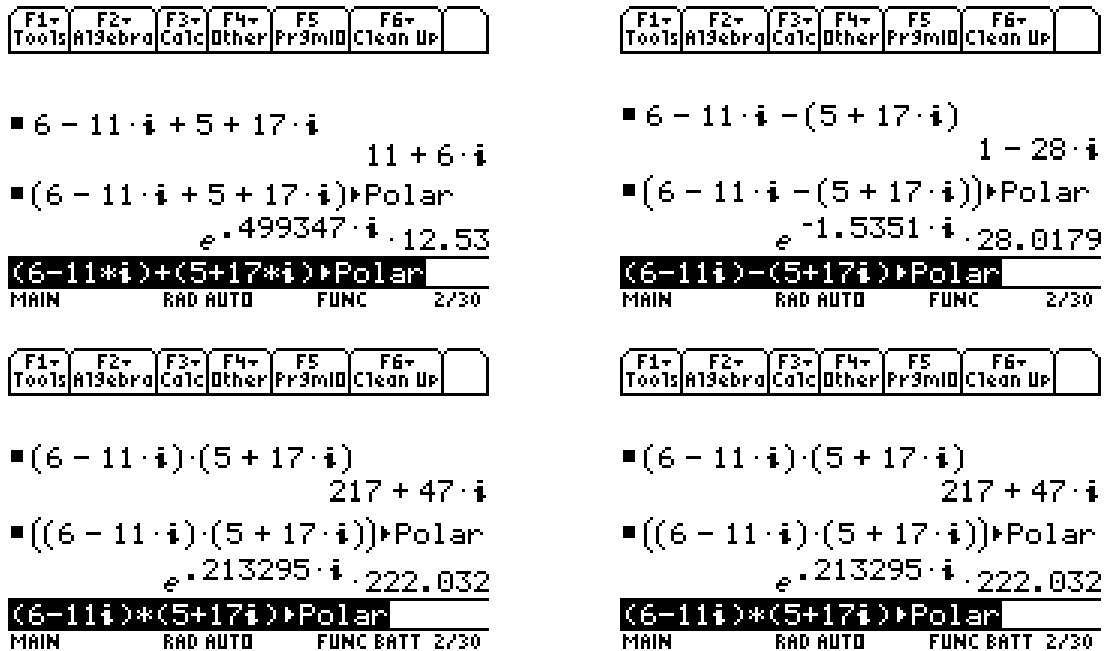 F1▾ F2▾ F3▾ F4▾ F5 F6▾
Tools Algebra Calc Other PrgmIO Clean Up
▪ 6 − 11·i + 5 + 17·i
11 + 6·i
▪ (6 − 11·i + 5 + 17·i)▸Polar
e^.499347·i·12.53
(6-11*i)+(5+17*i)▸Polar
MAIN RAD AUTO FUNC 2/30
F1▾ F2▾ F3▾ F4▾ F5 F6▾
Tools Algebra Calc Other PrgmIO Clean Up
▪ 6 − 11·i − (5 + 17·i)
1 − 28·i
▪ (6 − 11·i − (5 + 17·i))▸Polar
e^-1.5351·i·28.0179
(6-11i)-(5+17i)▸Polar
MAIN RAD AUTO FUNC 2/30
F1▾ F2▾ F3▾ F4▾ F5 F6▾
Tools Algebra Calc Other PrgmIO Clean Up
▪ (6 − 11·i)·(5 + 17·i)
217 + 47·i
▪ ((6 − 11·i)·(5 + 17·i))▸Polar
e^.213295·i·222.032
(6-11i)*(5+17i)▸Polar
MAIN RAD AUTO FUNC BATT 2/30
F1▾ F2▾ F3▾ F4▾ F5 F6▾
Tools Algebra Calc Other PrgmIO Clean Up
▪ (6 − 11·i)·(5 + 17·i)
217 + 47·i
▪ ((6 − 11·i)·(5 + 17·i))▸Polar
e^.213295·i·222.032
(6-11i)*(5+17i)▸Polar
MAIN RAD AUTO FUNC BATT 2/30